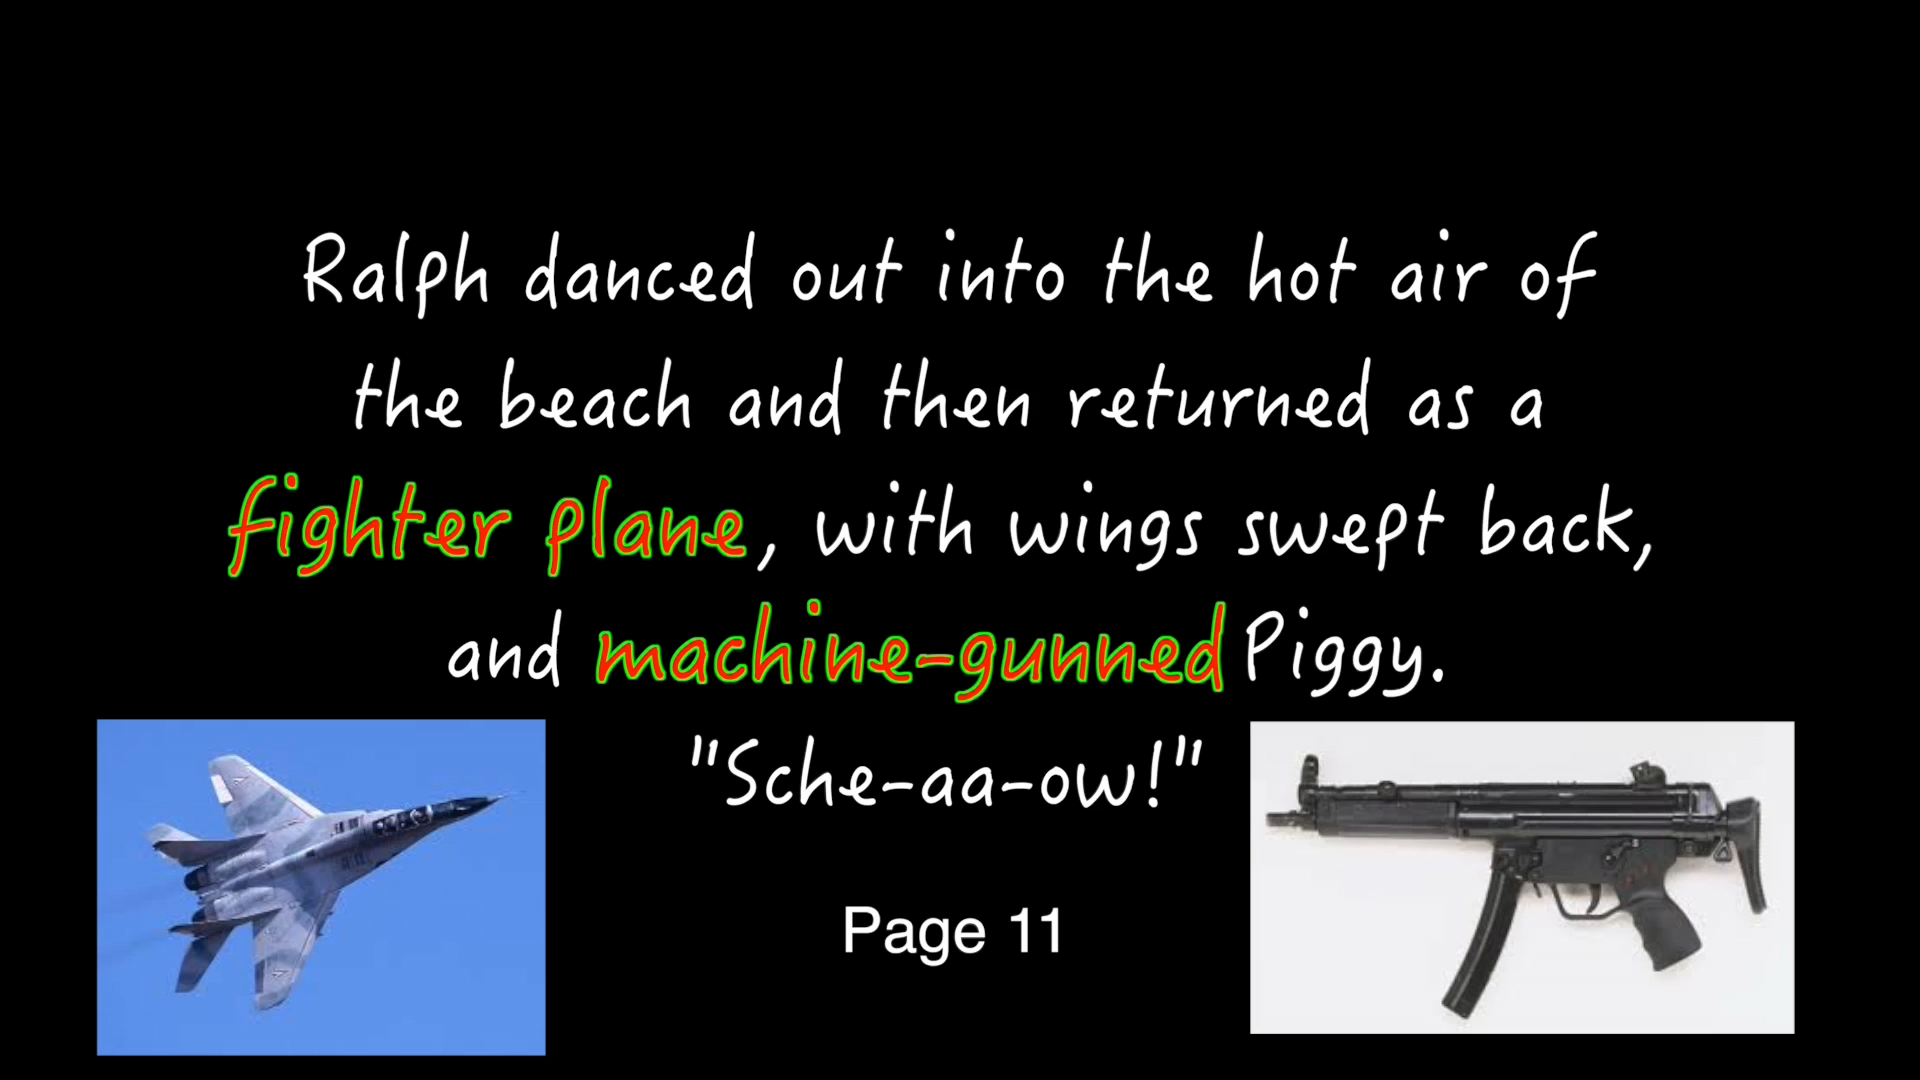 Ralph danced out into the hot air of
the beach and then returned as a
fighter plane, with wings swept back,
and machine-gunned Piggy.
"Sche-aa-ow!"
Page 11